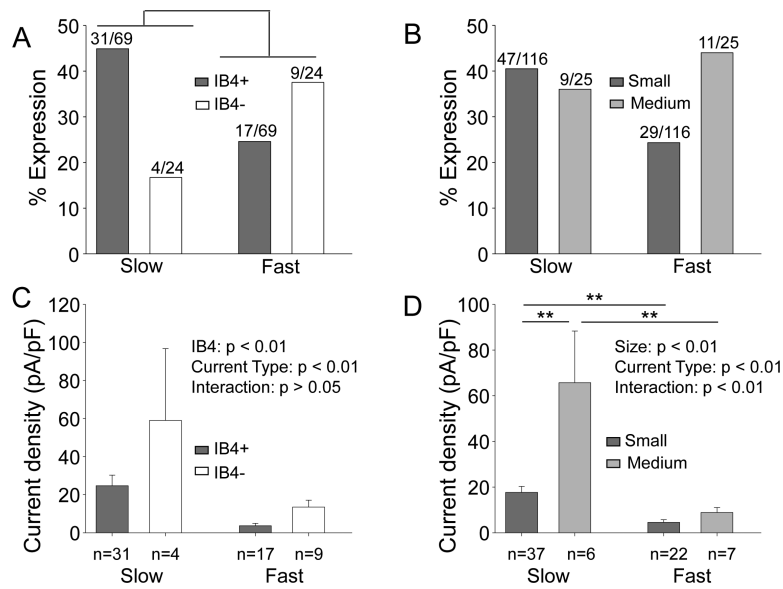 A
% Expression
50
40
30
20
10
0
31/69
4/24
17/69
9/24
IB4+
IB4-
Slow
Fast
B
% Expression
50
40
30
20
10
0
47/116
9/25
29/116
11/25
Small
Medium
Slow
Fast
C
Current density (pA/pF)
120
100
80
60
40
20
0
IB4: p < 0.01
Current Type: p < 0.01
Interaction: p > 0.05
IB4+
IB4-
n=31
n=4
n=17
n=9
Slow
Fast
D
Current density (pA/pF)
100
80
60
40
20
0
**
**
**
Size: p < 0.01
Current Type: p < 0.01
Interaction: p < 0.01
Small
Medium
n=37
n=6
n=22
n=7
Slow
Fast